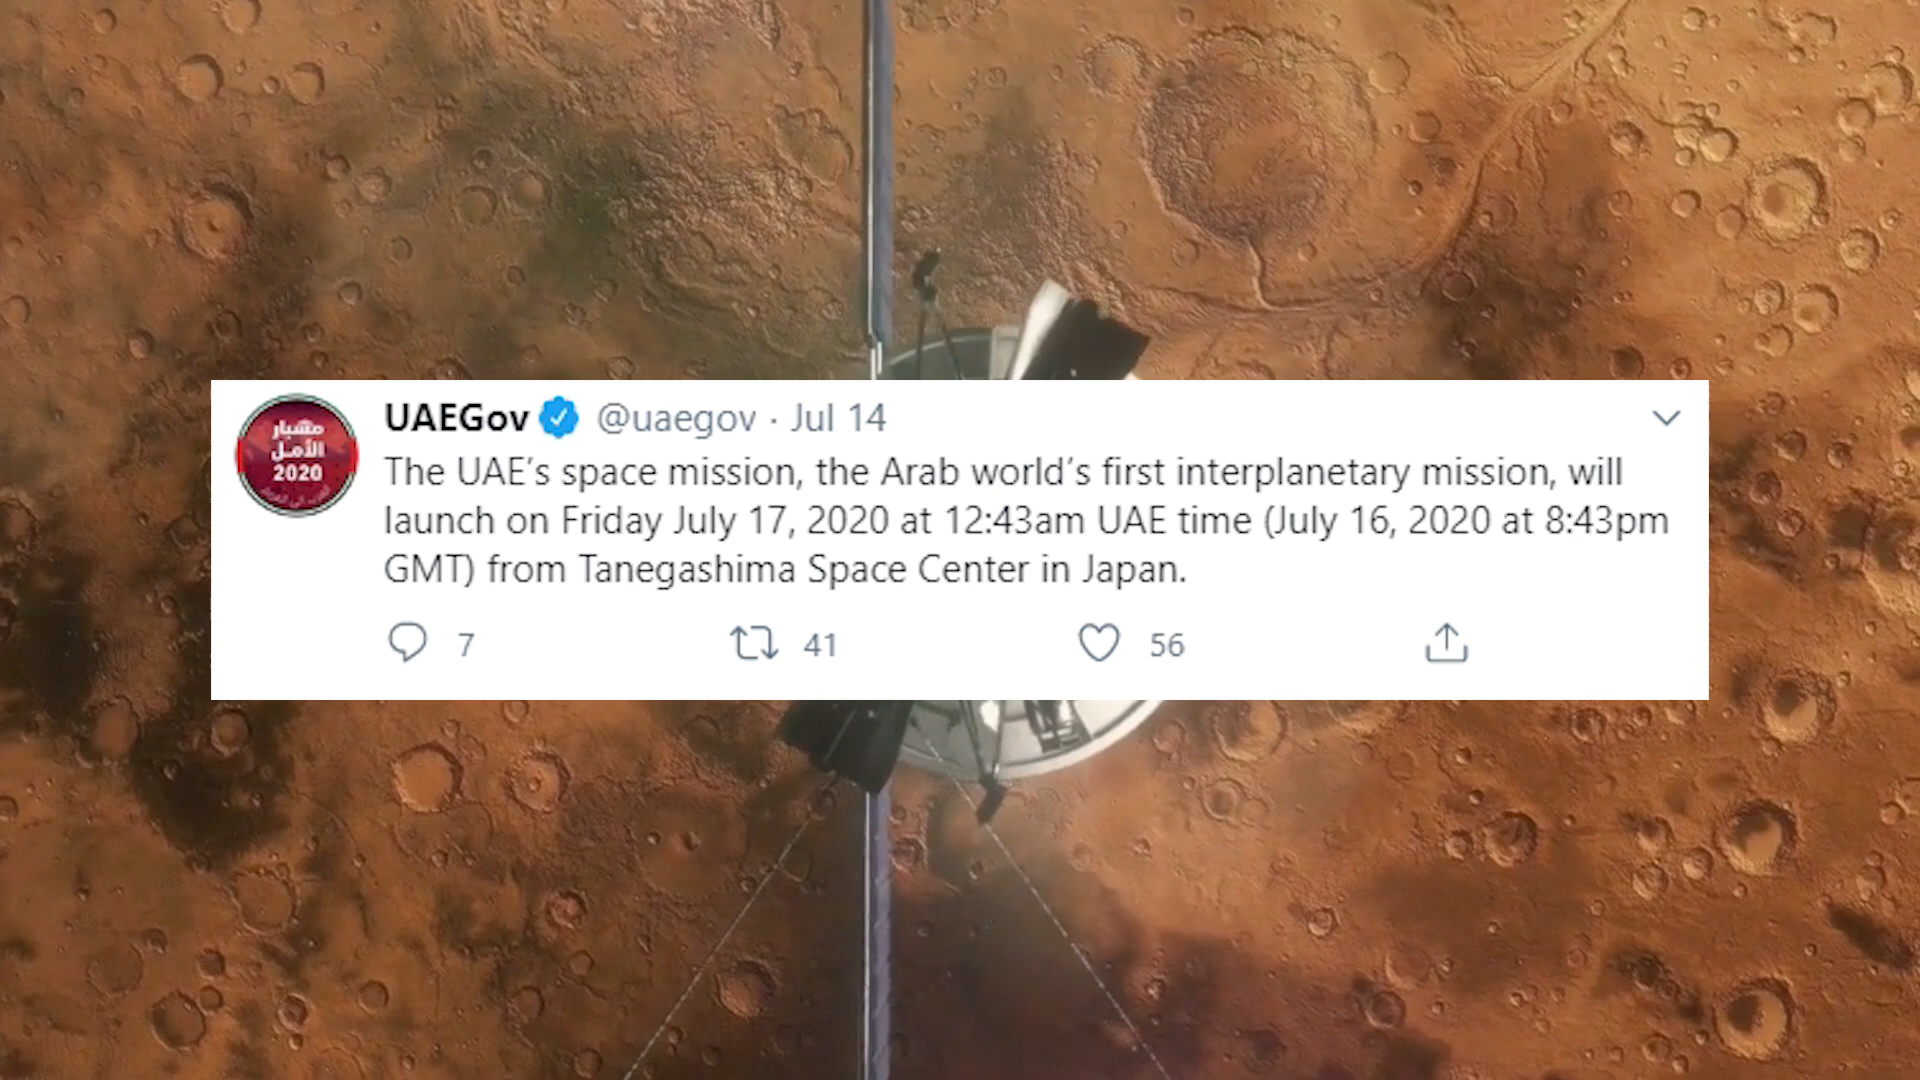 مسبار
الأمل
2020
UAEGov @uaegov · Jul 14
The UAE's space mission, the Arab world's first interplanetary mission, will
launch on Friday July 17, 2020 at 12:43am UAE time (July 16, 2020 at 8:43pm
GMT) from Tanegashima Space Center in Japan.
7 41 56